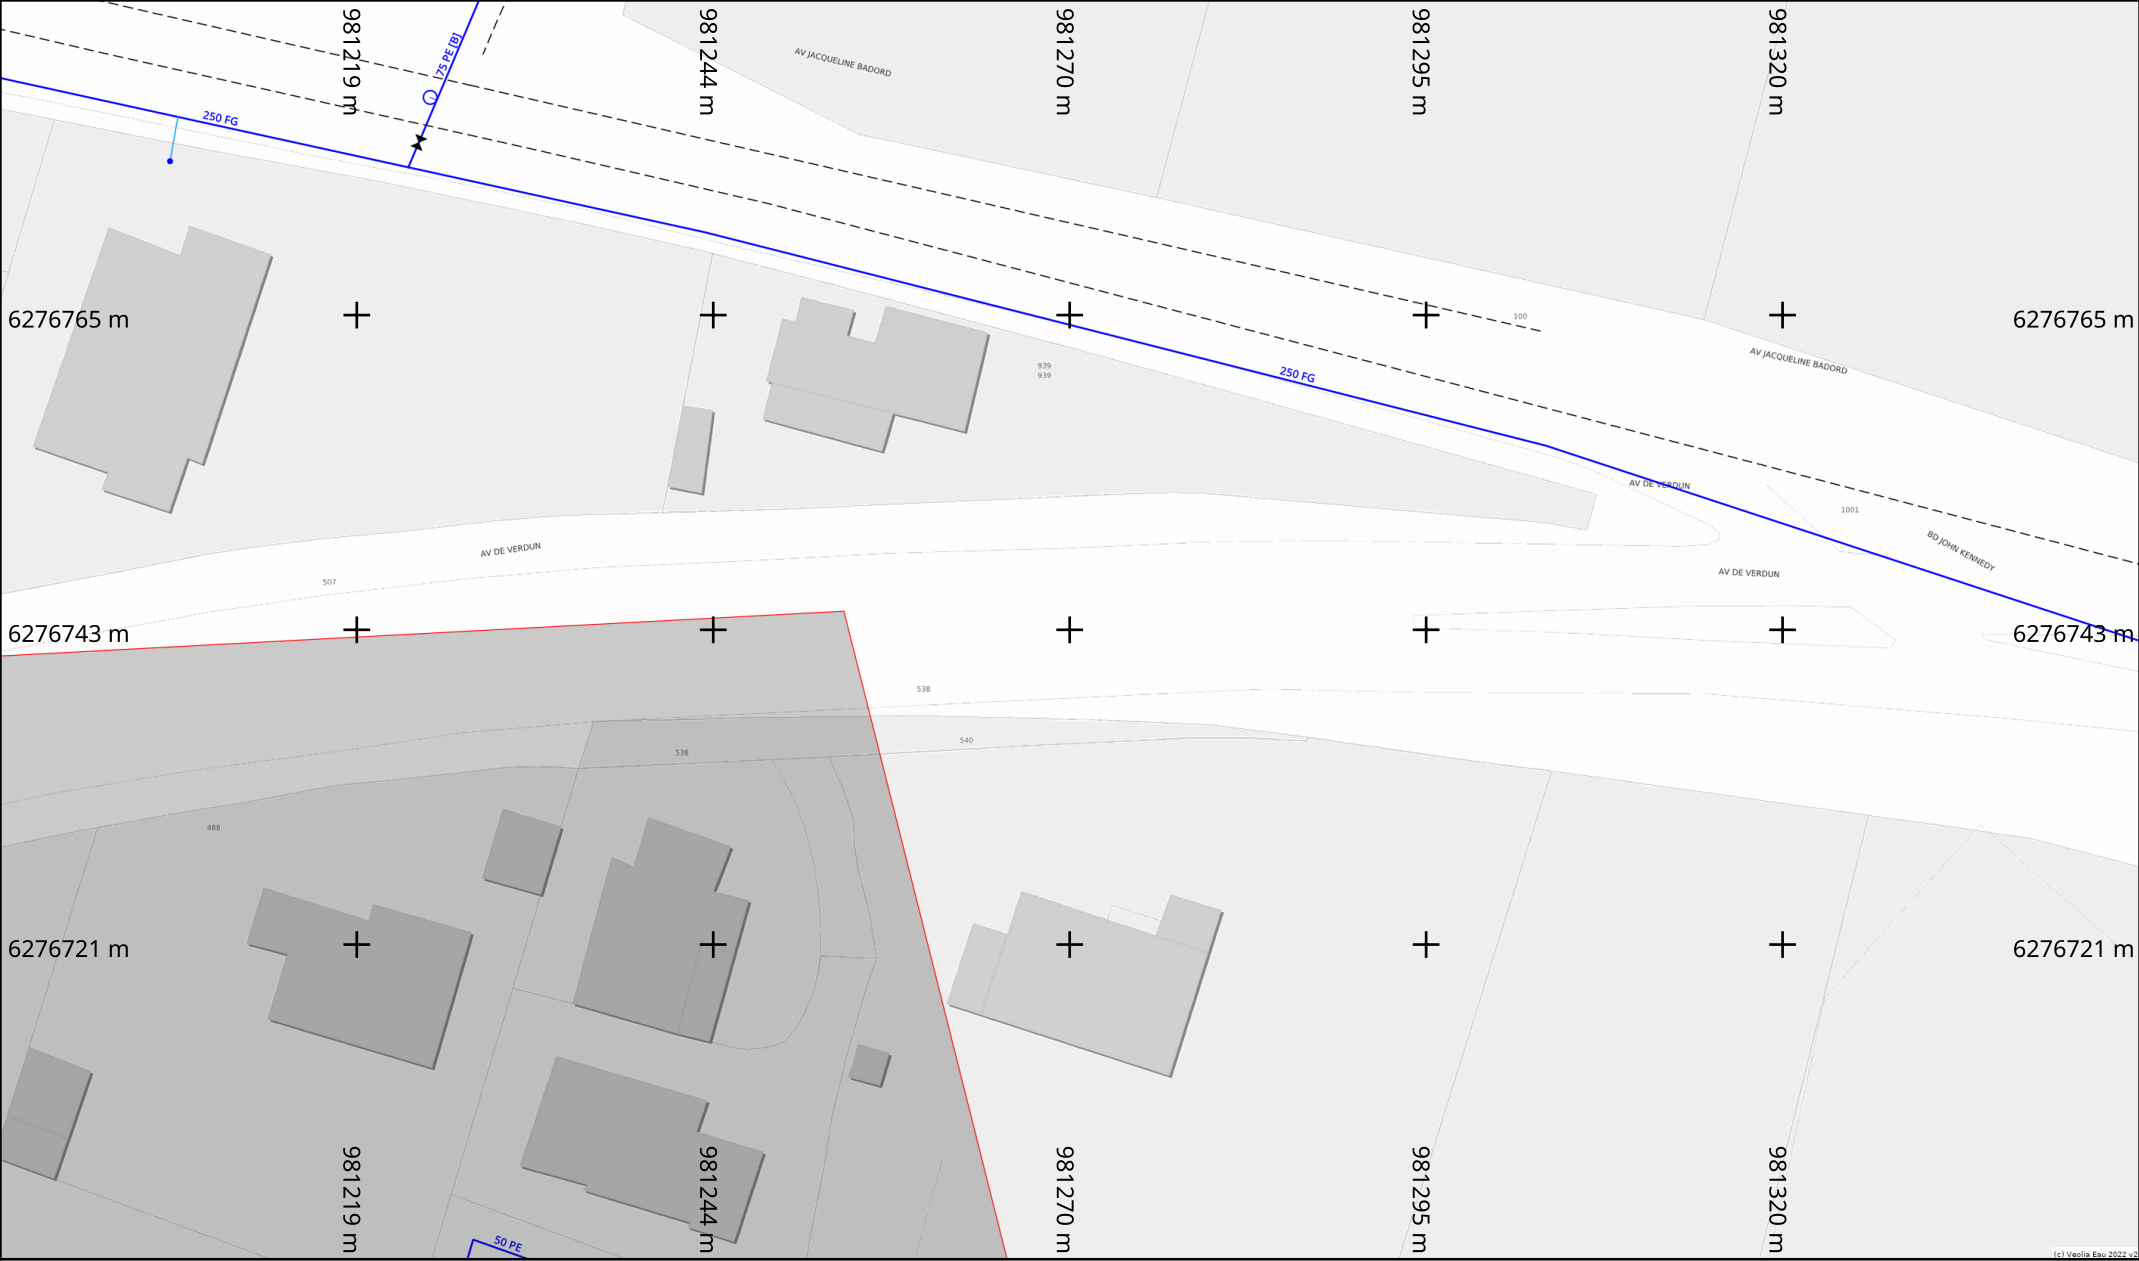 981219 m
981244 m
981270 m
981295 m
981320 m
75 PE [B]
AV JACQUELINE BADORD
250 FG
6276765 m
100
6276765 m
AV JACQUELINE BADORD
939
939
250 FG
AV DE VERDUN
1001
BD JOHN KENNEDY
AV DE VERDUN
507
AV DE VERDUN
6276743 m
6276743 m
538
540
538
488
6276721 m
6276721 m
981219 m
981244 m
981270 m
981295 m
981320 m
50 PE
(c) Veolia Eau 2022 v2